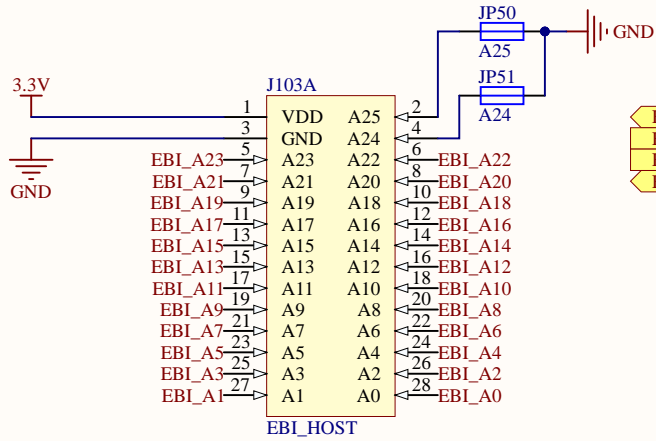 JP50
GND
A25
JP51
A24
3.3V
J103A
1 VDD A25 2
3 GND A24 4
GND
EBI_A23 5 A23 A22 6 EBI_A22
EBI_A21 7 A21 A20 8 EBI_A20
EBI_A19 9 A19 A18 10 EBI_A18
EBI_A17 11 A17 A16 12 EBI_A16
EBI_A15 13 A15 A14 14 EBI_A14
EBI_A13 15 A13 A12 16 EBI_A12
EBI_A11 17 A11 A10 18 EBI_A10
EBI_A9 19 A9 A8 20 EBI_A8
EBI_A7 21 A7 A6 22 EBI_A6
EBI_A5 23 A5 A4 24 EBI_A4
EBI_A3 25 A3 A2 26 EBI_A2
EBI_A1 27 A1 A0 28 EBI_A0
EBI_HOST